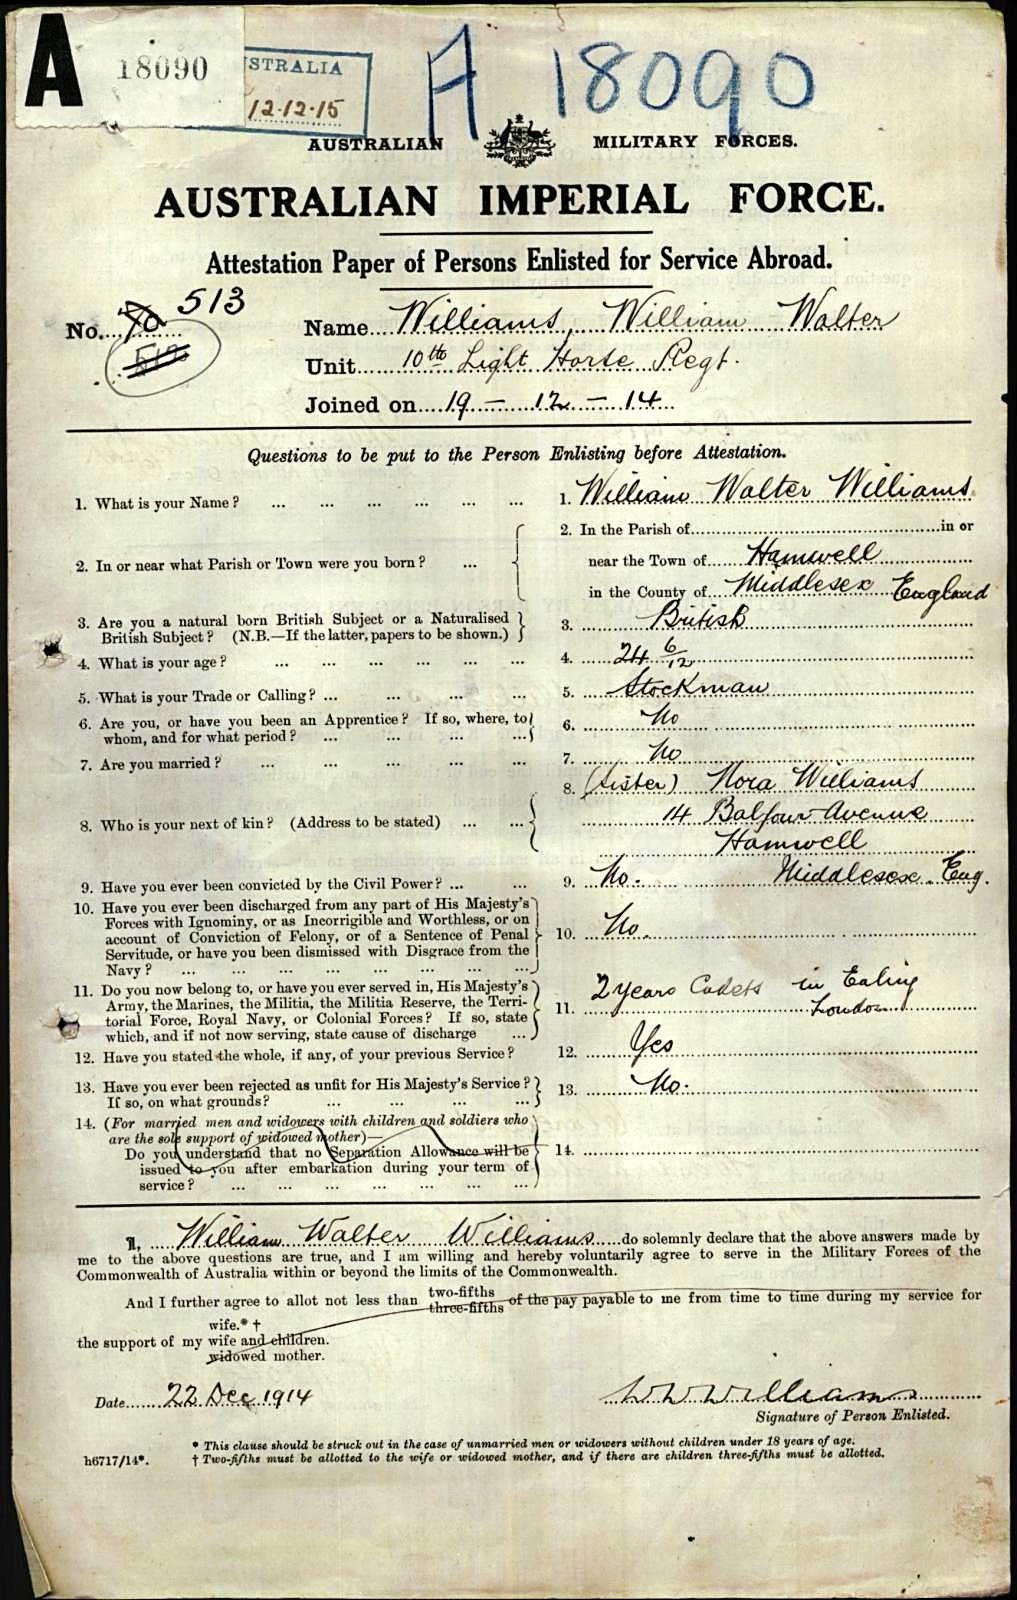 A 18090
STRALIA
12·12·15
A 18090
AUSTRALIAN MILITARY FORCES.
AUSTRALIAN IMPERIAL FORCE.
Attestation Paper of Persons Enlisted for Service Abroad.
No. 513
Name Williams, William Walter
Unit 10th Light Horse Regt.
Joined on 19 – 12 – 14
Questions to be put to the Person Enlisting before Attestation.
1. What is your Name? ... ... ... ... ... ... 1. William Walter Williams
2. In or near what Parish or Town were you born? ... 2. In the Parish of in or
near the Town of Hamwell
in the County of Middlesex England
3. Are you a natural born British Subject or a Naturalised
British Subject? (N.B.—If the latter, papers to be shown.) 3. British
4. What is your age? ... ... ... ... ... ... 4. 24 6/12
5. What is your Trade or Calling? ... ... ... ... 5. Stockman
6. Are you, or have you been an Apprentice? If so, where, to
whom, and for what period? ... ... ... ... 6. No
7. Are you married? ... ... ... ... ... 7. No
8. Who is your next of kin? (Address to be stated) ... ... 8. (Sister) Nora Williams
14 Balfour Avenue
Hamwell
Middlesex. Eng.
9. Have you ever been convicted by the Civil Power? ... ... 9. No.
10. Have you ever been discharged from any part of His Majesty's
Forces with Ignominy, or as Incorrigible and Worthless, or on
account of Conviction of Felony, or of a Sentence of Penal
Servitude, or have you been dismissed with Disgrace from the
Navy? ... ... ... ... ... ... ... ... 10. No.
11. Do you now belong to, or have you ever served in, His Majesty's
Army, the Marines, the Militia, the Militia Reserve, the Terri-
torial Force, Royal Navy, or Colonial Forces? If so, state
which, and if not now serving, state cause of discharge ... 11. 2 years Cadets in Ealing
London
12. Have you stated the whole, if any, of your previous Service? 12. Yes
13. Have you ever been rejected as unfit for His Majesty's Service?
If so, on what grounds? ... ... ... ... 13. No.
14. (For married men and widowers with children and soldiers who
are the sole support of widowed mother)—
Do you understand that no Separation Allowance will be
issued to you after embarkation during your term of
service? ... ... ... ... ... ... ... 14.
I, William Walter Williams do solemnly declare that the above answers made by
me to the above questions are true, and I am willing and hereby voluntarily agree to serve in the Military Forces of the
Commonwealth of Australia within or beyond the limits of the Commonwealth.
And I further agree to allot not less than two-fifths three-fifths of the pay payable to me from time to time during my service for
wife.* †
the support of my wife and children.
widowed mother.
Date 22 Dec 1914
W W Williams
Signature of Person Enlisted.
* This clause should be struck out in the case of unmarried men or widowers without children under 18 years of age.
h6717/14*. † Two-fifths must be allotted to the wife or widowed mother, and if there are children three-fifths must be allotted.